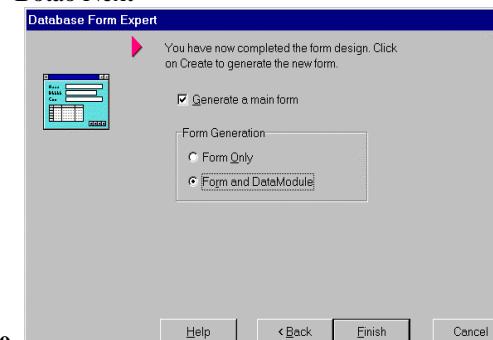 Database Form Expert
You have now completed the form design. Click
on Create to generate the new form.
Generate a main form
Form Generation
Form Only
Form and DataModule
Help
< Back
Finish
Cancel